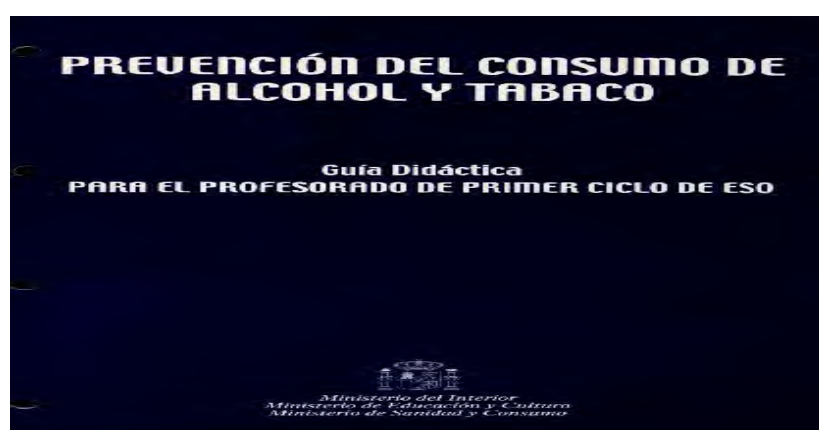 PREVENCIÓN DEL CONSUMO DE
ALCOHOL Y TABACO
Guía Didáctica
PARA EL PROFESORADO DE PRIMER CICLO DE ESO
Ministerio del Interior
Ministerio de Educación y Cultura
Ministerio de Sanidad y Consumo